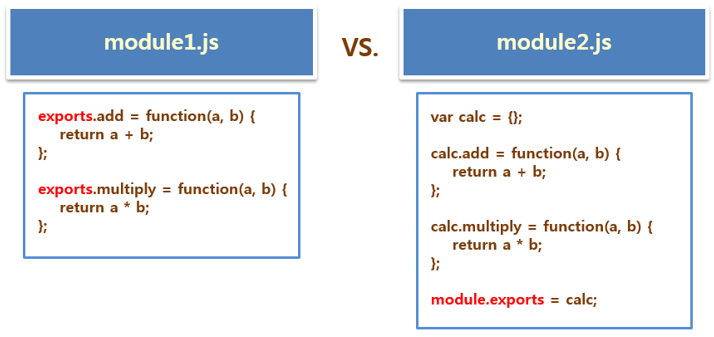 module1.js
VS.
module2.js
exports.add = function(a, b) {
return a + b;
};
exports.multiply = function(a, b) {
return a * b;
};
var calc = {};
calc.add = function(a, b) {
return a + b;
};
calc.multiply = function(a, b) {
return a * b;
};
module.exports = calc;